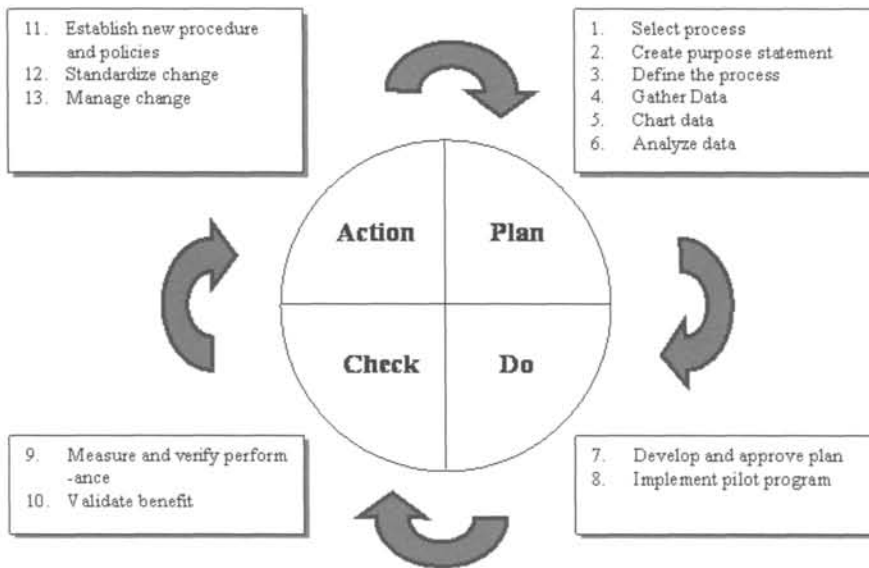 11. Establish new procedure
and policies
12. Standardize change
13. Manage change
1. Select process
2. Create purpose statement
3. Define the process
4. Gather Data
5. Chart data
6. Analyze data
Action
Plan
Check
Do
9. Measure and verify perform
-ance
10. Validate benefit
7. Develop and approve plan
8. Implement pilot program